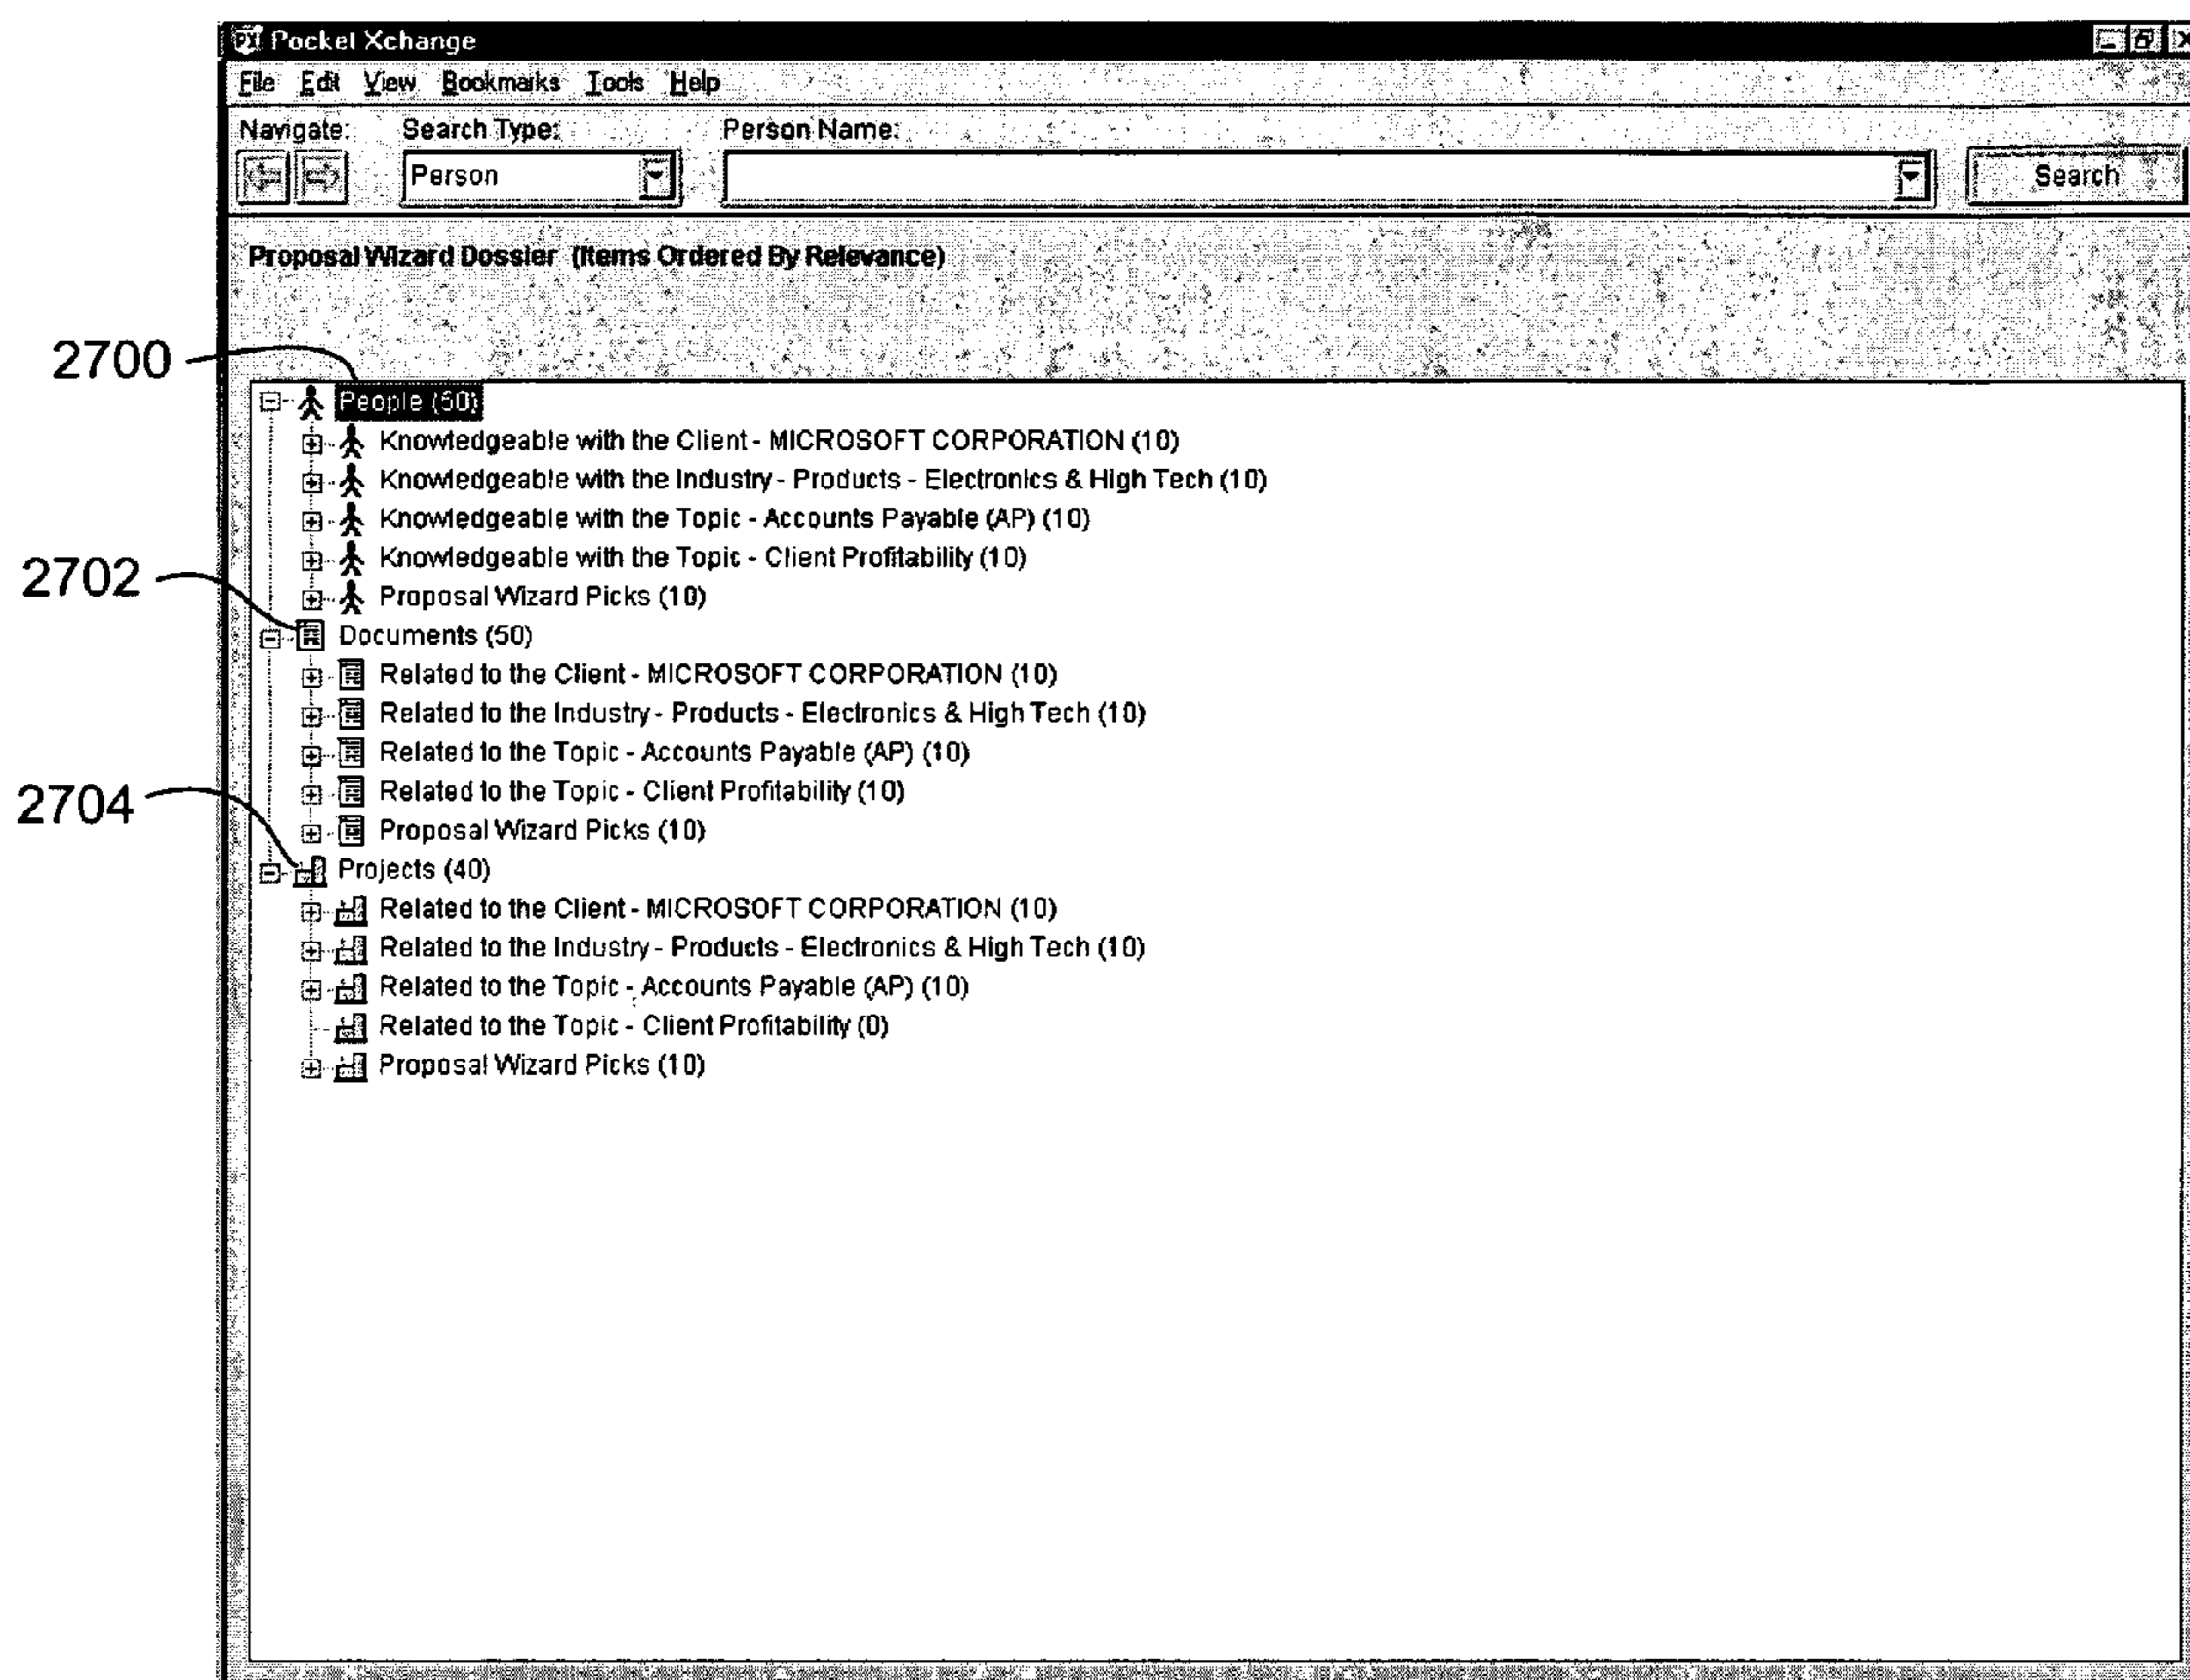 PX Pocket Xchange
File Edit View Bookmarks Tools Help
Navigate: Search Type: Person Name:
Person Search
Proposal Wizard Dossier (Items Ordered By Relevance)
2700
People (50)
Knowledgeable with the Client - MICROSOFT CORPORATION (10)
Knowledgeable with the Industry - Products - Electronics & High Tech (10)
Knowledgeable with the Topic - Accounts Payable (AP) (10)
Knowledgeable with the Topic - Client Profitability (10)
2702
Proposal Wizard Picks (10)
Documents (50)
Related to the Client - MICROSOFT CORPORATION (10)
Related to the Industry - Products - Electronics & High Tech (10)
Related to the Topic - Accounts Payable (AP) (10)
Related to the Topic - Client Profitability (10)
2704
Proposal Wizard Picks (10)
Projects (40)
Related to the Client - MICROSOFT CORPORATION (10)
Related to the Industry - Products - Electronics & High Tech (10)
Related to the Topic - Accounts Payable (AP) (10)
Related to the Topic - Client Profitability (0)
Proposal Wizard Picks (10)